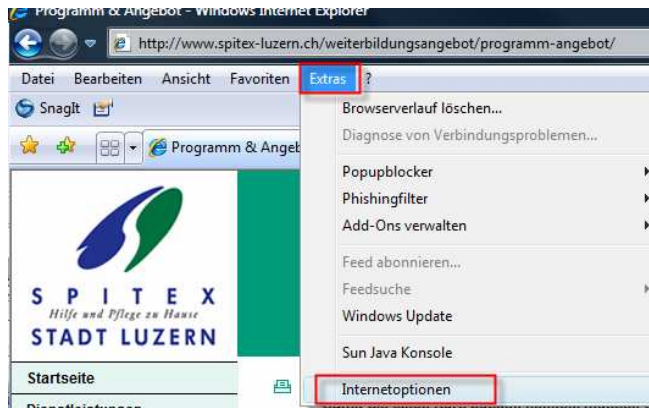 Programm & Angebot - Windows Internet Explorer
http://www.spitex-luzern.ch/weiterbildungsangebot/programm-angebot/
Datei Bearbeiten Ansicht Favoriten Extras ?
SnagIt
Programm & Angeb
Browserverlauf löschen...
Diagnose von Verbindungsproblemen...
Popupblocker
Phishingfilter
Add-Ons verwalten
Feed abonnieren...
Feedsuche
Windows Update
Sun Java Konsole
Internetoptionen
SPITEX
Hilfe und Pflege zu Hause
STADT LUZERN
Startseite
Dienstleistungen